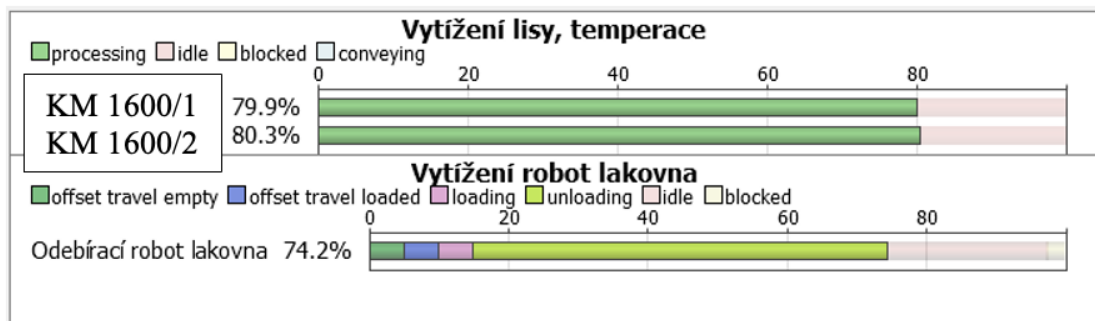 Vytížení lisy, temperace
processing idle blocked conveying
0 20 40 60 80
KM 1600/1 79.9%
KM 1600/2 80.3%
Vytížení robot lakovna
offset travel empty offset travel loaded loading unloading idle blocked
0 20 40 60 80
Odebírací robot lakovna 74.2%